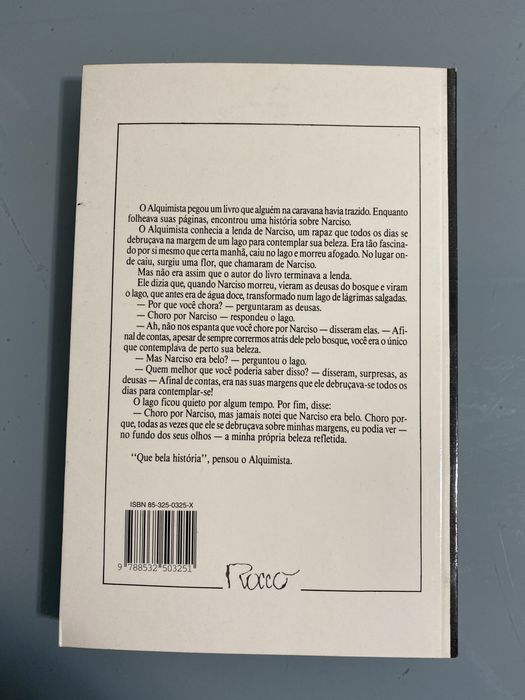 O Alquimista pegou um livro que alguém na caravana havia trazido. Enquanto
folheava suas páginas, encontrou uma história sobre Narciso.
O Alquimista conhecia a lenda de Narciso, um rapaz que todos os dias se
debruçava na margem de um lago para contemplar sua beleza. Era tão fascina-
do por si mesmo que certa manhã, caiu no lago e morreu afogado. No lugar on-
de caiu, surgiu uma flor, que chamaram de Narciso.
Mas não era assim que o autor do livro terminava a lenda.
Ele dizia que, quando Narciso morreu, vieram as deusas do bosque e viram
o lago, que antes era de água doce, transformado num lago de lágrimas salgadas.
— Por que você chora? — perguntaram as deusas.
— Choro por Narciso — respondeu o lago.
— Ah, não nos espanta que você chore por Narciso — disseram elas. — Afi-
nal de contas, apesar de sempre corrermos atrás dele pelo bosque, você era o único
que contemplava de perto sua beleza.
— Mas Narciso era belo? — perguntou o lago.
— Quem melhor que você poderia saber disso? — disseram, surpresas, as
deusas — Afinal de contas, era nas suas margens que ele debruçava-se todos os
dias para contemplar-se!
O lago ficou quieto por algum tempo. Por fim, disse:
— Choro por Narciso, mas jamais notei que Narciso era belo. Choro por-
que, todas as vezes que ele se debruçava sobre minhas margens, eu podia ver —
no fundo dos seus olhos — a minha própria beleza refletida.
"Que bela história", pensou o Alquimista.
ISBN 85-325-0325-X
9 788532 503251
Rocco